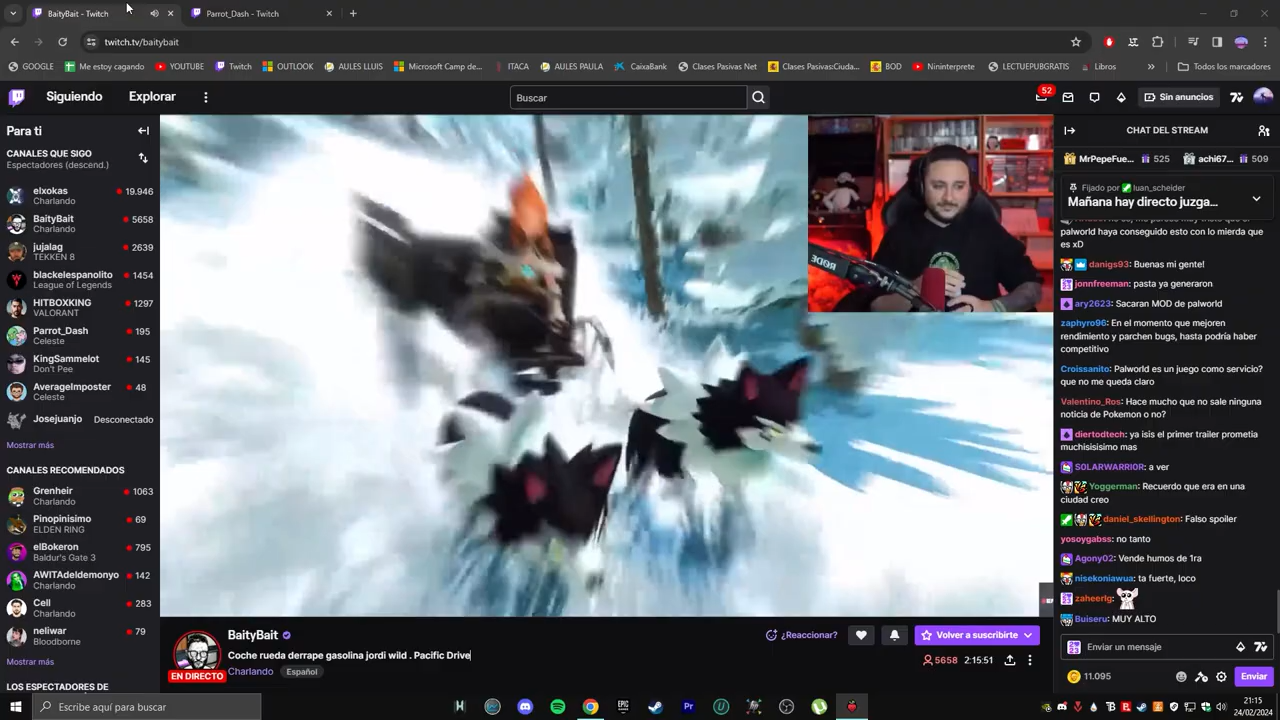 BaityBait - Twitch
Parrot_Dash - Twitch
twitch.tv/baitybait
GOOGLE
Me estoy cagando
YOUTUBE
Twitch
OUTLOOK
AULES LLUIS
Microsoft Camp de...
ITACA
AULES PAULA
CaixaBank
Clases Pasivas Net
Clases Pasivas:Ciuda...
BOD
Nininterprete
LECTUEPUBGRATIS
Libros
Todos los marcadores
Siguiendo
Explorar
Buscar
52
Sin anuncios
Para ti
CANALES QUE SIGO
Espectadores (descend.)
elxokas 19.946
Charlando
BaityBait 5658
Charlando
jujalag 2639
TEKKEN 8
blackelespanolito 1454
League of Legends
HITBOXKING 1297
VALORANT
Parrot_Dash 195
Celeste
KingSammelot 145
Don't Pee
AverageImposter 48
Celeste
Josejuanjo Desconectado
Mostrar más
CANALES RECOMENDADOS
Grenheir 1063
Charlando
Pinopinisimo 69
ELDEN RING
elBokeron 795
Baldur's Gate 3
AWITAdeldemonyo 142
Charlando
Cell 283
Charlando
neliwar 79
Bloodborne
Mostrar más
LOS ESPECTADORES DE
RODE
BaityBait
Coche rueda derrape gasolina jordi wild . Pacific Drive
Charlando Español
EN DIRECTO
¿Reaccionar?
Volver a suscribirte
5658 2:15:51
CHAT DEL STREAM
MrPepeFue... 525 achi67... 509
Fijado por luan_scheider
Mañana hay directo juzga...
palworld haya conseguido esto con lo mierda que
es xD
danigs93: Buenas mi gente!
jonnfreeman: pasta ya generaron
ary2623: Sacaran MOD de palworld
zaphyro96: En el momento que mejoren
rendimiento y parchen bugs, hasta podría haber
competitivo
Croissanito: Palworld es un juego como servicio?
que no me queda claro
Valentino_Ros: Hace mucho que no sale ninguna
noticia de Pokemon o no?
diertodtech: ya isis el primer trailer prometia
muchisisisimo mas
S0LARWARRI0R: a ver
Yoggerman: Recuerdo que era en una
ciudad creo
daniel_skellington: Falso spoiler
yosoygabss: no tanto
Agony02: Vende humos de 1ra
nisekoniawua: ta fuerte, loco
zaheerlg:
Buiseru: MUY ALTO
Enviar un mensaje
11.095
Enviar
Escribe aquí para buscar
21:15
24/02/2024